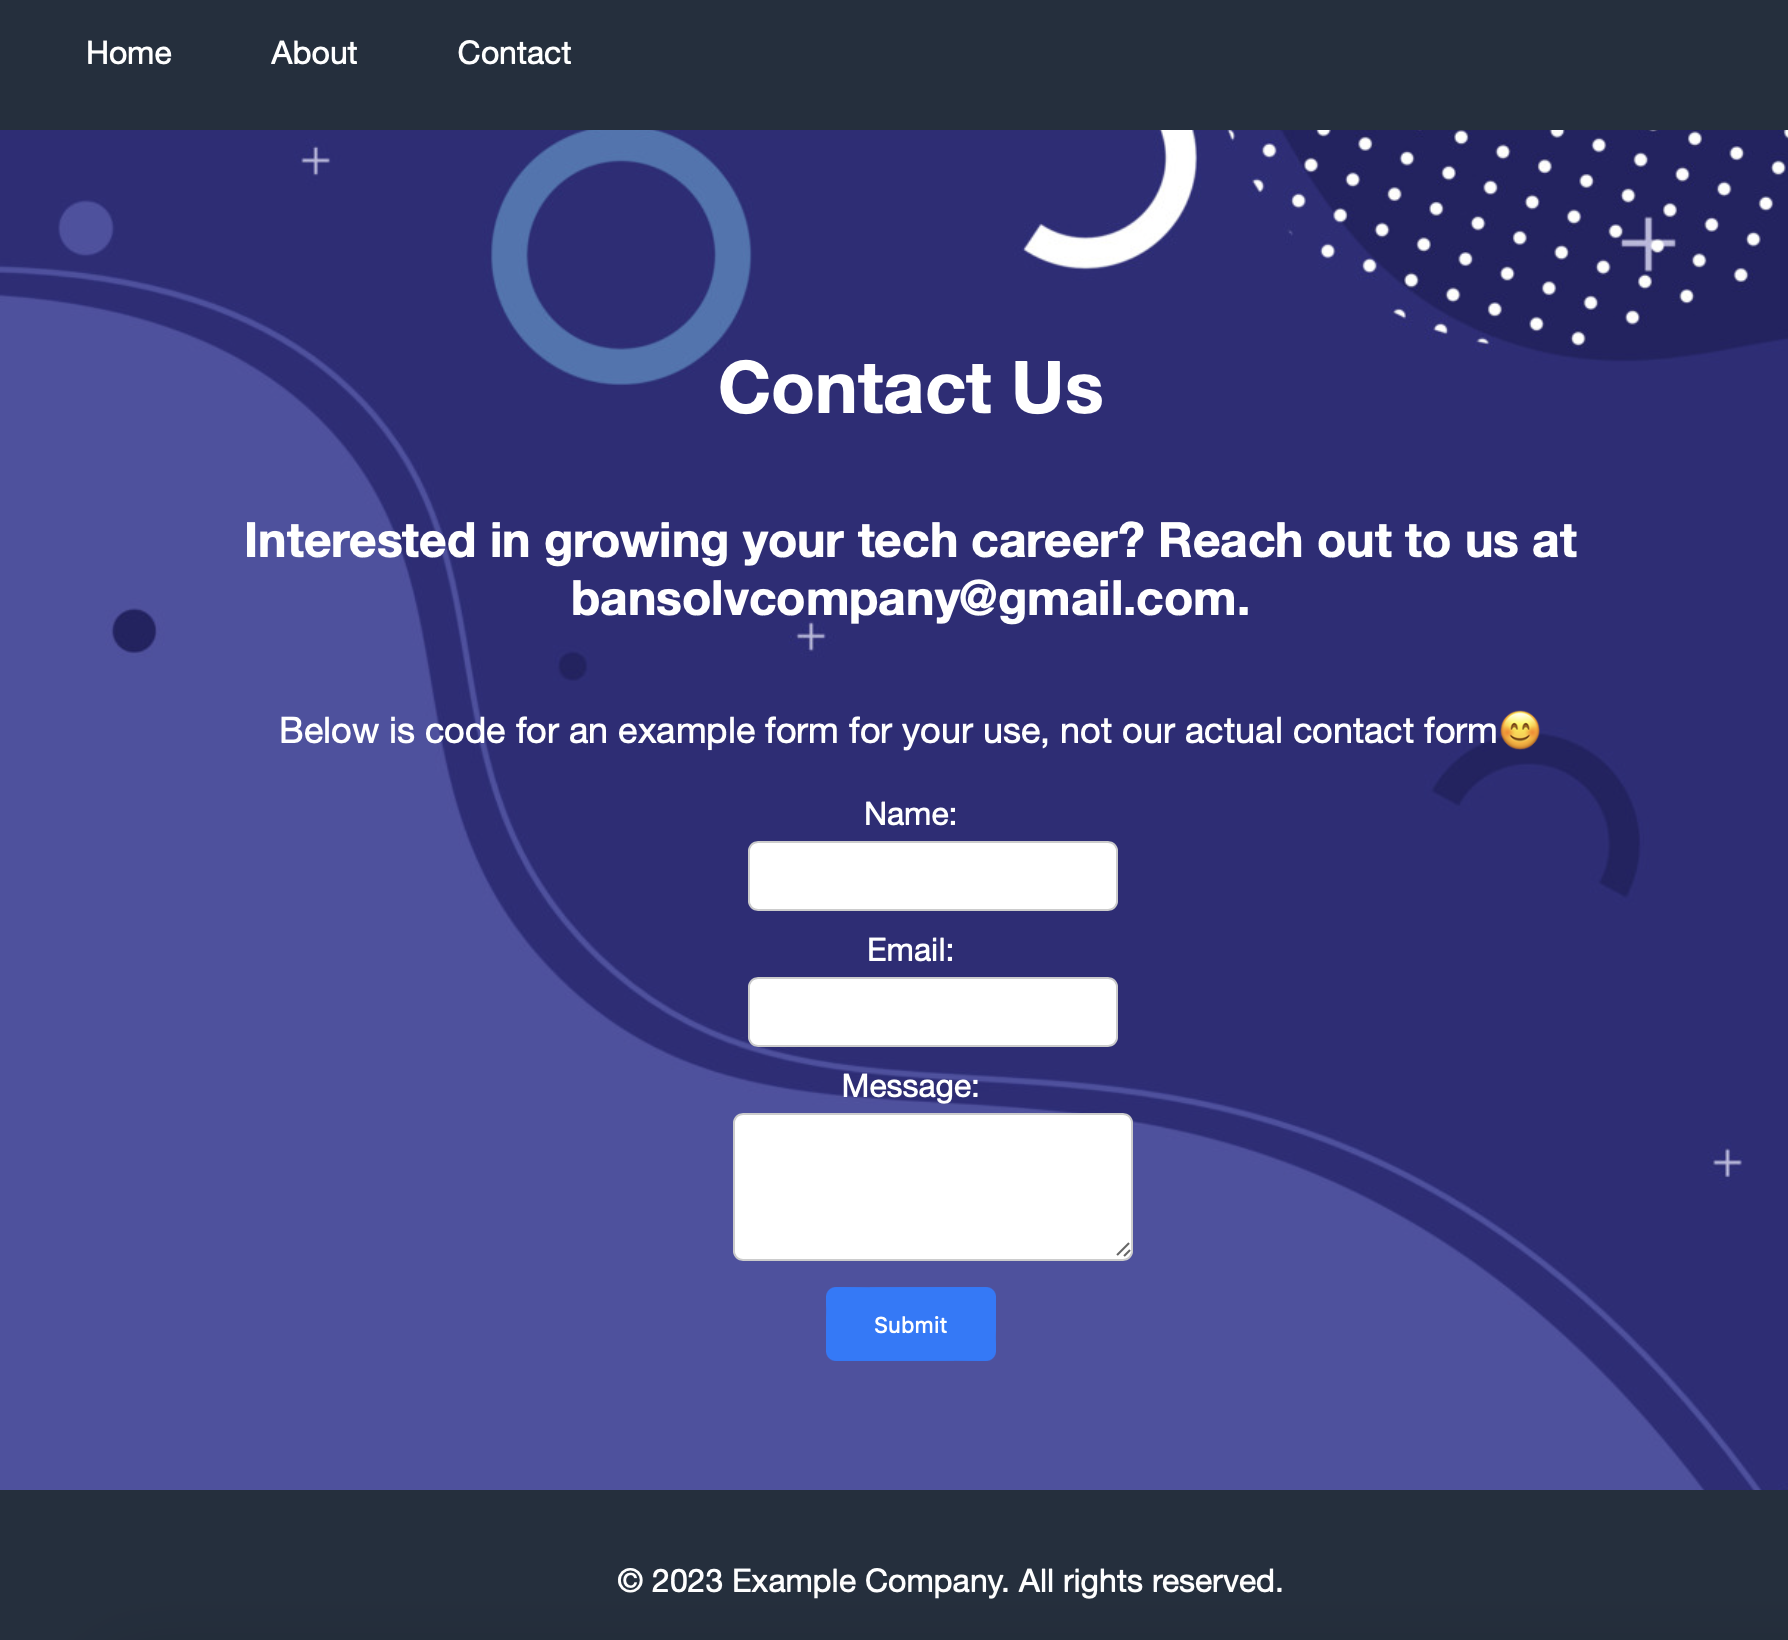 Home About Contact
Contact Us
Interested in growing your tech career? Reach out to us at
bansolvcompany@gmail.com.
Below is code for an example form for your use, not our actual contact form😊
Name:
Email:
Message:
Submit
© 2023 Example Company. All rights reserved.